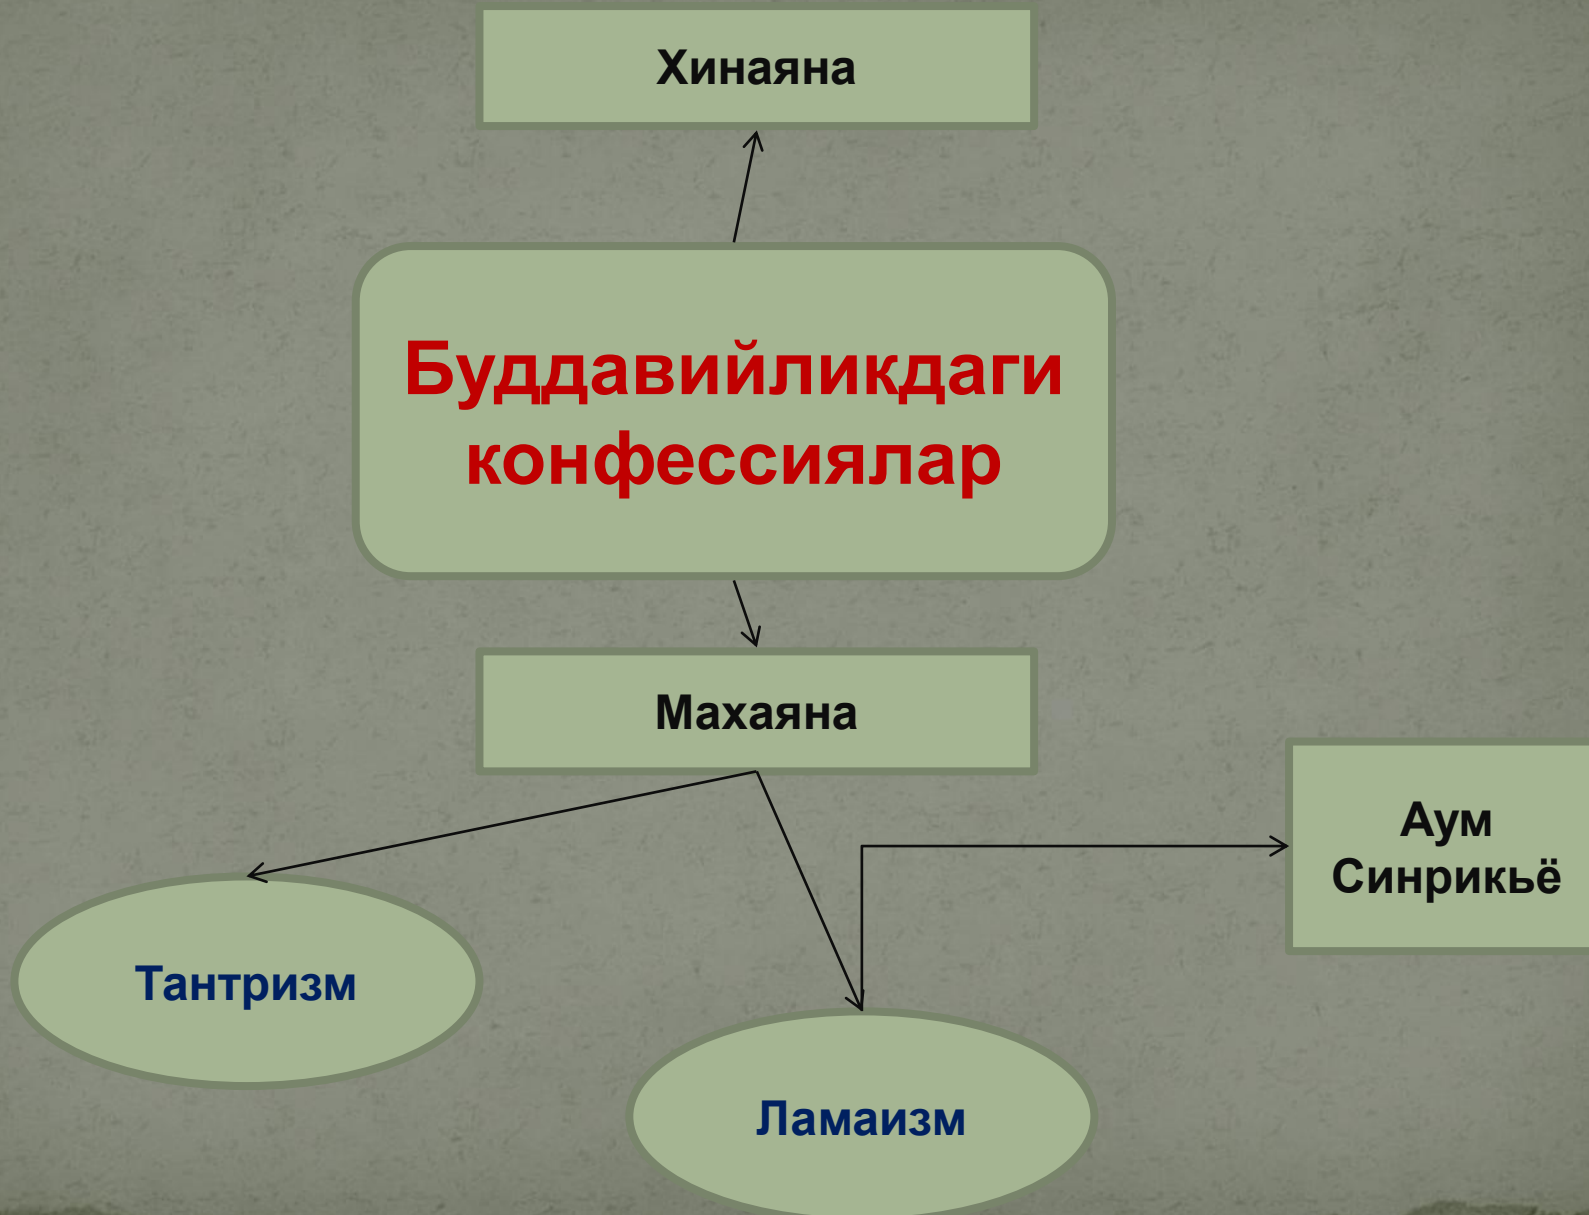 Хинаяна
Буддавийликдаги
конфессиялар
Махаяна
Аум
Синрикьё
Тантризм
Ламаизм